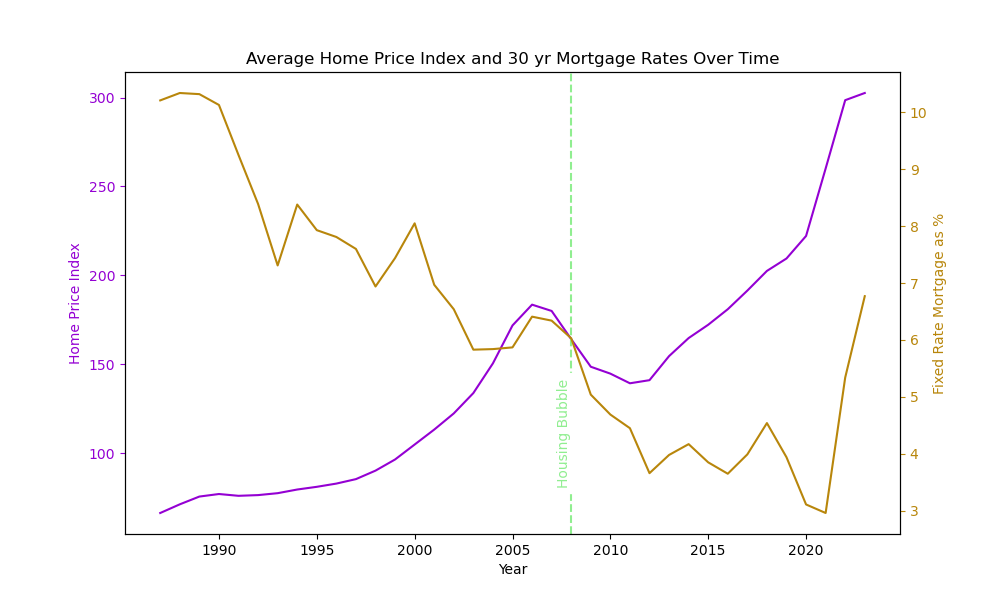 Average Home Price Index and 30 yr Mortgage Rates Over Time
300
250
200
150
100
Home Price Index
10
9
8
7
6
5
4
3
Fixed Rate Mortgage as %
Housing Bubble
1990 1995 2000 2005 2010 2015 2020
Year